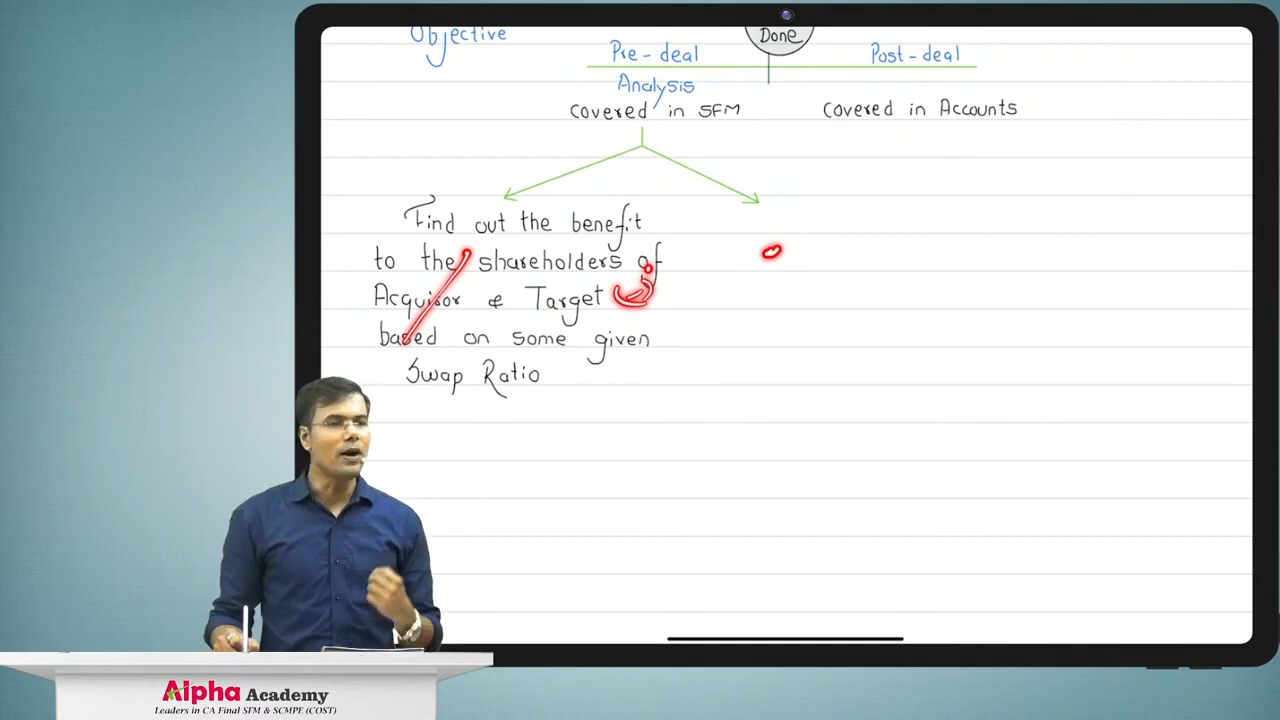 Objective
Done
Pre-deal
Post-deal
Analysis
Covered in SFM
Covered in Accounts
Find out the benefit
to the shareholders of
Acquiror & Target
based on some given
Swap Ratio
Alpha Academy
Leaders in CA Final SFM & SCMPE (COST)